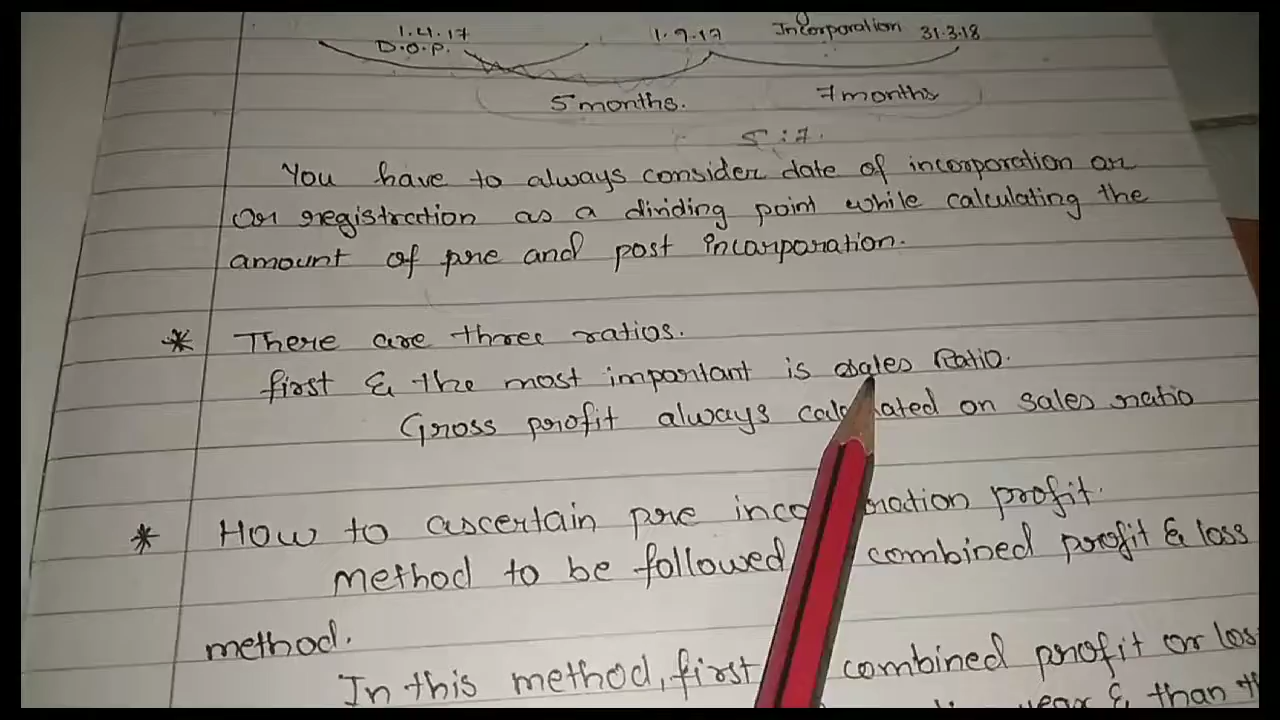 1.4.17 1.9.17 Incorporation 31.3.18
D.O.P.
5 months. 7 months
5 : 7.
You have to always consider date of incorporation or
or registration as a dividing point while calculating the
amount of pre and post incorporation.
* There are three ratios.
first & the most important is sales Ratio.
Gross profit always calculated on sales ratio
* How to ascertain pre profit.
Method to be followed combined profit & loss
method.
In this method, first combined profit or
year & than